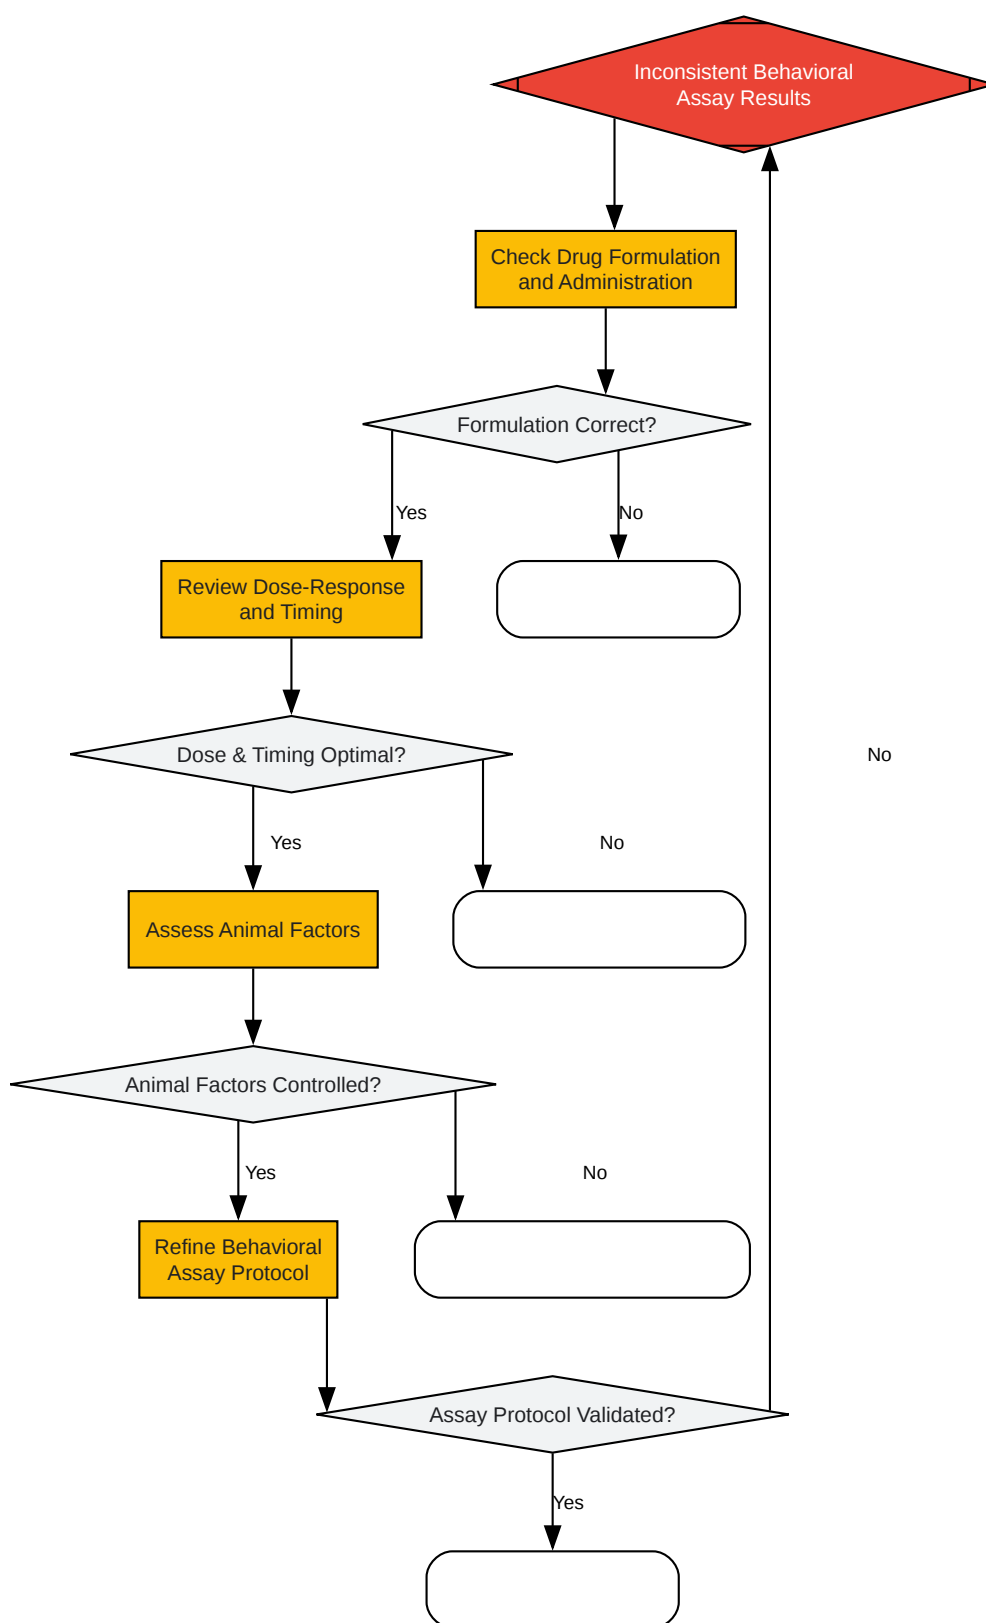 Inconsistent Behavioral
Assay Results
Check Drug Formulation
and Administration
Formulation Correct?
Yes
No
Review Dose-Response
and Timing
Dose & Timing Optimal?
No
Yes
No
Assess Animal Factors
Animal Factors Controlled?
Yes
No
Refine Behavioral
Assay Protocol
Assay Protocol Validated?
Yes